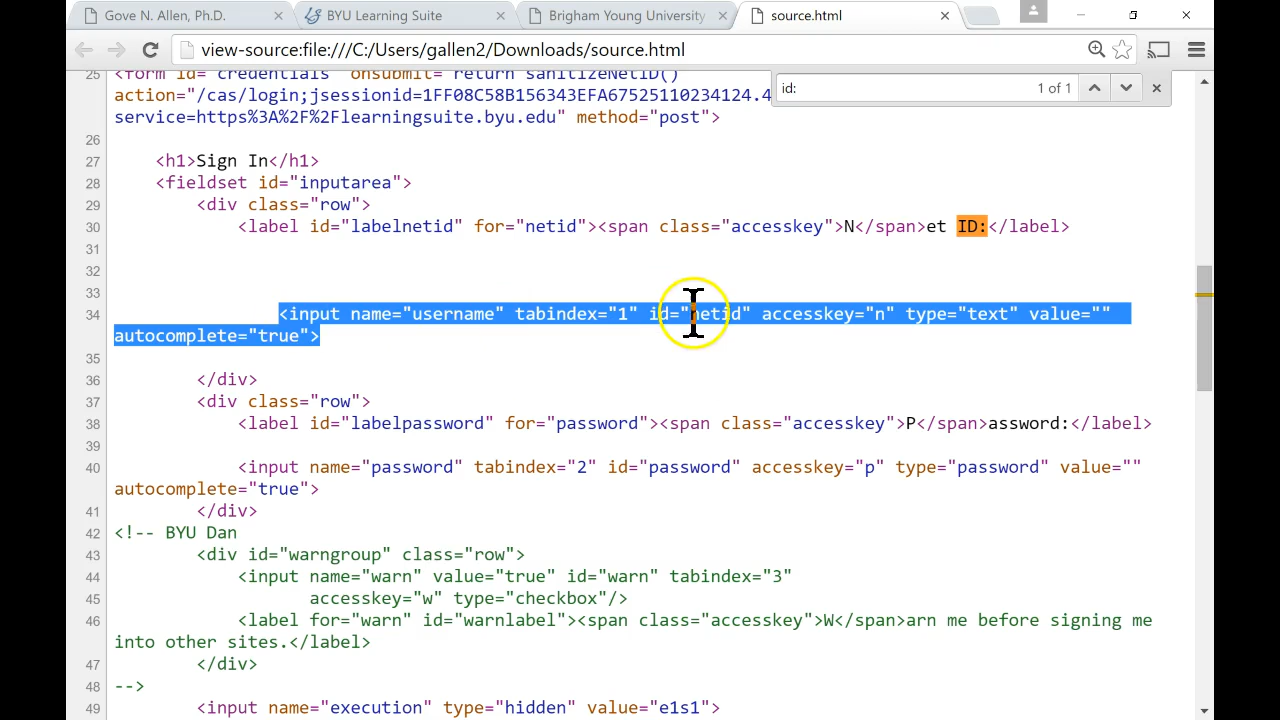 Gove N. Allen, Ph.D.
BYU Learning Suite
Brigham Young University
source.html
view-source:file:///C:/Users/gallen2/Downloads/source.html
id:
1 of 1
25 <form id="credentials" onsubmit="return sanitizeNetID()
action="/cas/login;jsessionid=1FF08C58B156343EFA67525110234124.4
service=https%3A%2F%2Flearningsuite.byu.edu" method="post">
26
27 <h1>Sign In</h1>
28 <fieldset id="inputarea">
29 <div class="row">
30 <label id="labelnetid" for="netid"><span class="accesskey">N</span>et ID:</label>
31
32
33
34 <input name="username" tabindex="1" id="netid" accesskey="n" type="text" value=""
autocomplete="true">
35
36 </div>
37 <div class="row">
38 <label id="labelpassword" for="password"><span class="accesskey">P</span>assword:</label>
39
40 <input name="password" tabindex="2" id="password" accesskey="p" type="password" value=""
autocomplete="true">
41 </div>
42 <!-- BYU Dan
43 <div id="warngroup" class="row">
44 <input name="warn" value="true" id="warn" tabindex="3"
45 accesskey="w" type="checkbox"/>
46 <label for="warn" id="warnlabel"><span class="accesskey">W</span>arn me before signing me
into other sites.</label>
47 </div>
48 -->
49 <input name="execution" type="hidden" value="e1s1">